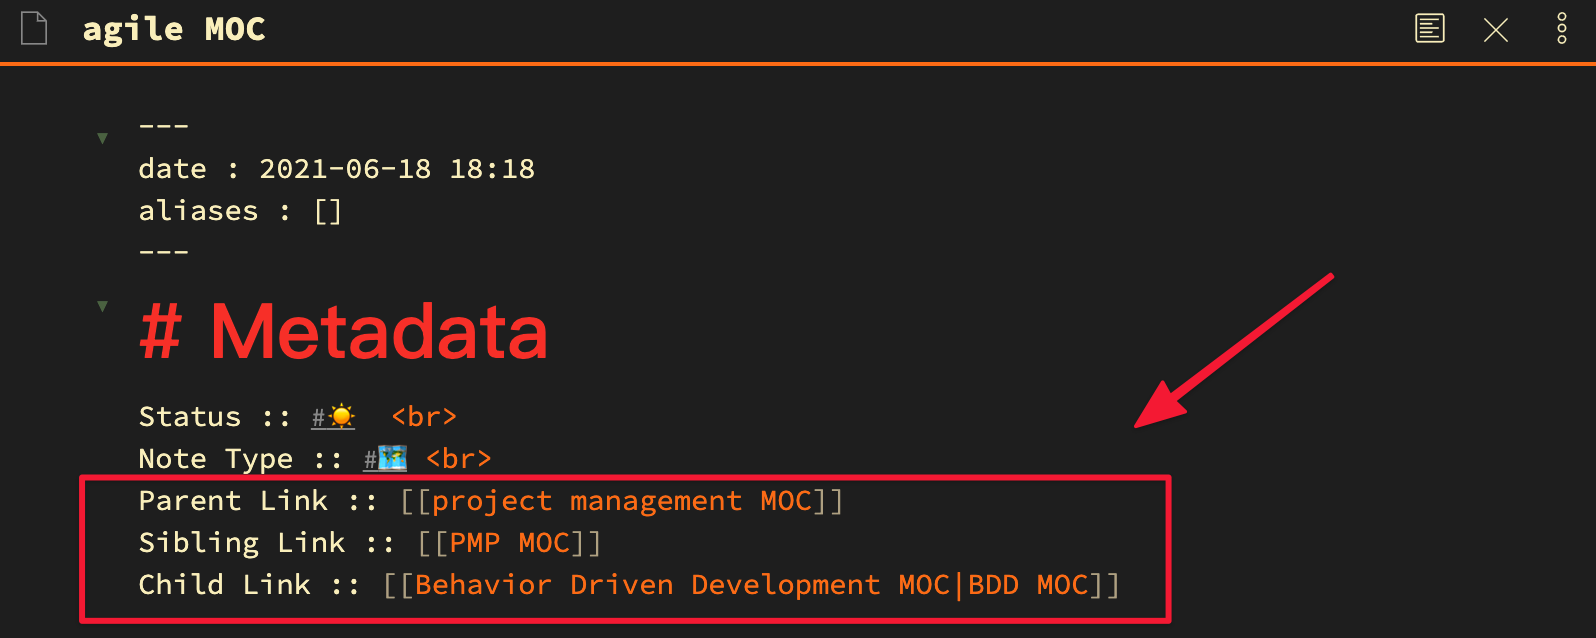 agile MOC
---
date : 2021-06-18 18:18
aliases : []
---
# Metadata
Status :: #☀️ <br>
Note Type :: #🗺️ <br>
Parent Link :: [[project management MOC]]
Sibling Link :: [[PMP MOC]]
Child Link :: [[Behavior Driven Development MOC|BDD MOC]]